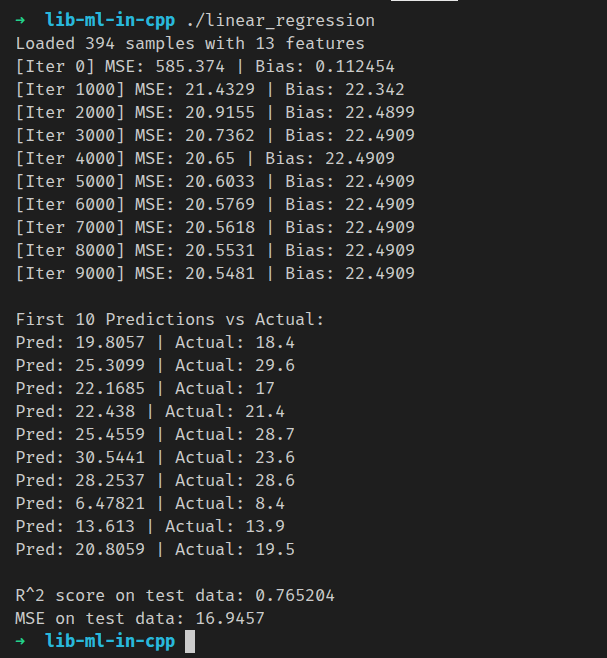 → lib-ml-in-cpp ./linear_regression
Loaded 394 samples with 13 features
[Iter 0] MSE: 585.374 | Bias: 0.112454
[Iter 1000] MSE: 21.4329 | Bias: 22.342
[Iter 2000] MSE: 20.9155 | Bias: 22.4899
[Iter 3000] MSE: 20.7362 | Bias: 22.4909
[Iter 4000] MSE: 20.65 | Bias: 22.4909
[Iter 5000] MSE: 20.6033 | Bias: 22.4909
[Iter 6000] MSE: 20.5769 | Bias: 22.4909
[Iter 7000] MSE: 20.5618 | Bias: 22.4909
[Iter 8000] MSE: 20.5531 | Bias: 22.4909
[Iter 9000] MSE: 20.5481 | Bias: 22.4909

First 10 Predictions vs Actual:
Pred: 19.8057 | Actual: 18.4
Pred: 25.3099 | Actual: 29.6
Pred: 22.1685 | Actual: 17
Pred: 22.438 | Actual: 21.4
Pred: 25.4559 | Actual: 28.7
Pred: 30.5441 | Actual: 23.6
Pred: 28.2537 | Actual: 28.6
Pred: 6.47821 | Actual: 8.4
Pred: 13.613 | Actual: 13.9
Pred: 20.8059 | Actual: 19.5

R^2 score on test data: 0.765204
MSE on test data: 16.9457
→ lib-ml-in-cpp